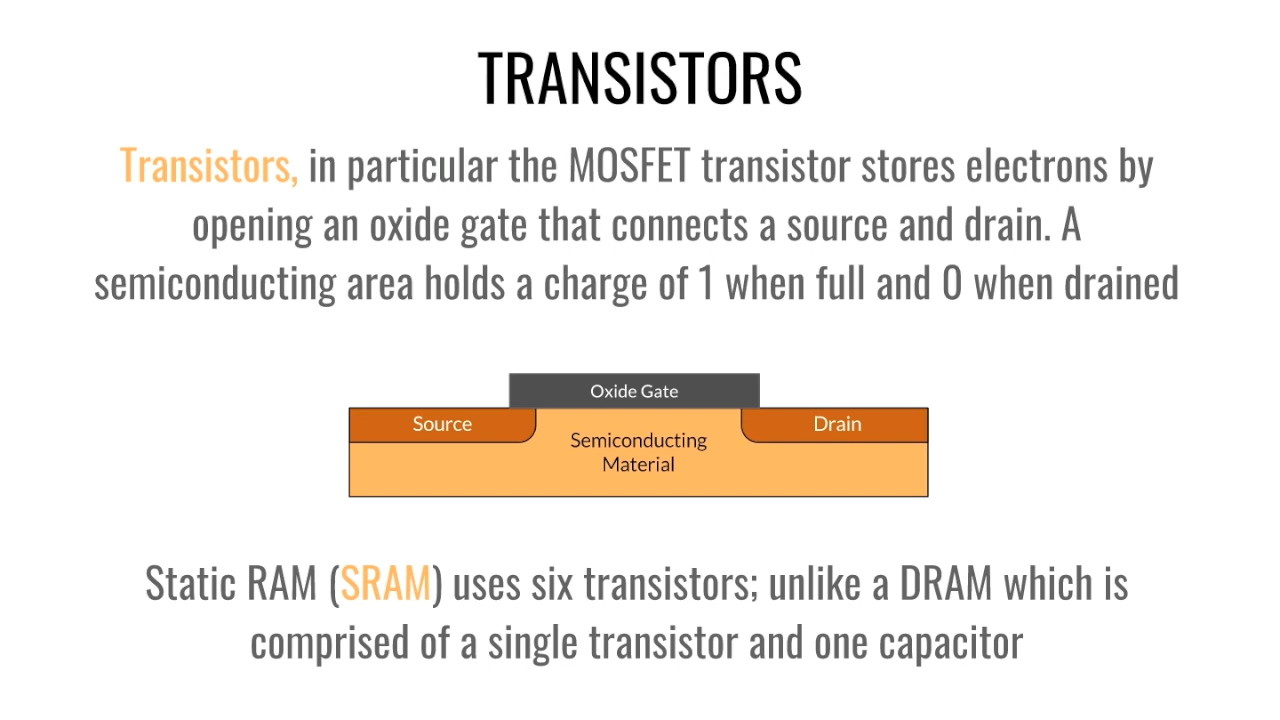 TRANSISTORS
Transistors, in particular the MOSFET transistor stores electrons by
opening an oxide gate that connects a source and drain. A
semiconducting area holds a charge of 1 when full and 0 when drained
Oxide Gate
Source
Drain
Semiconducting
Material
Static RAM (SRAM) uses six transistors; unlike a DRAM which is
comprised of a single transistor and one capacitor